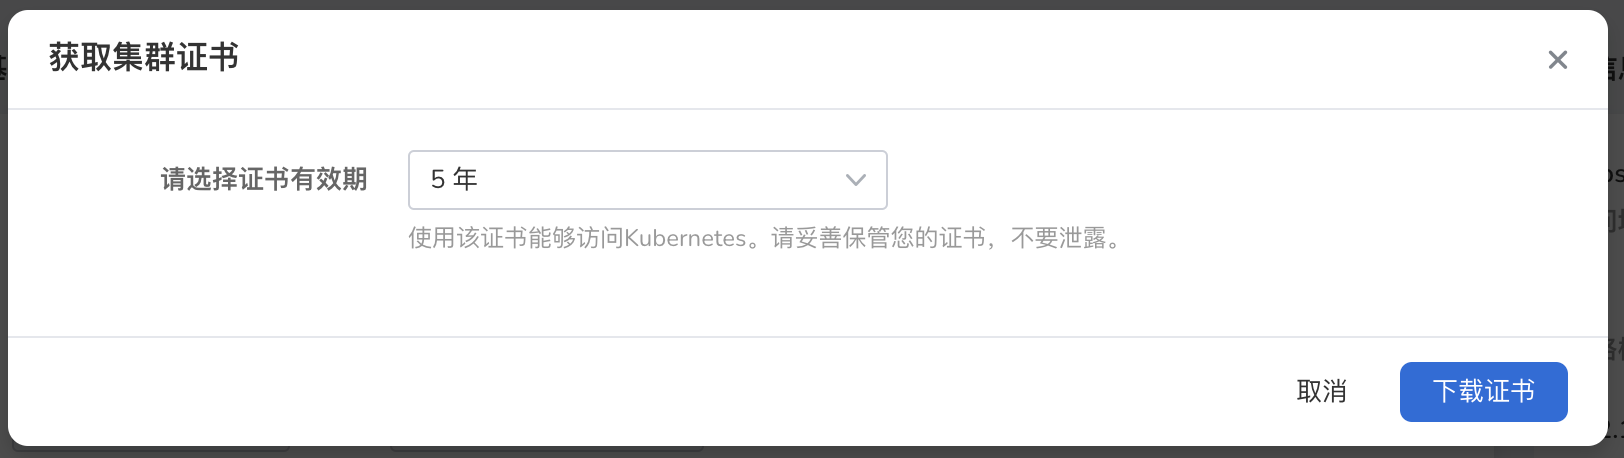 获取集群证书
请选择证书有效期
5 年
使用该证书能够访问Kubernetes。请妥善保管您的证书，不要泄露。
取消
下载证书